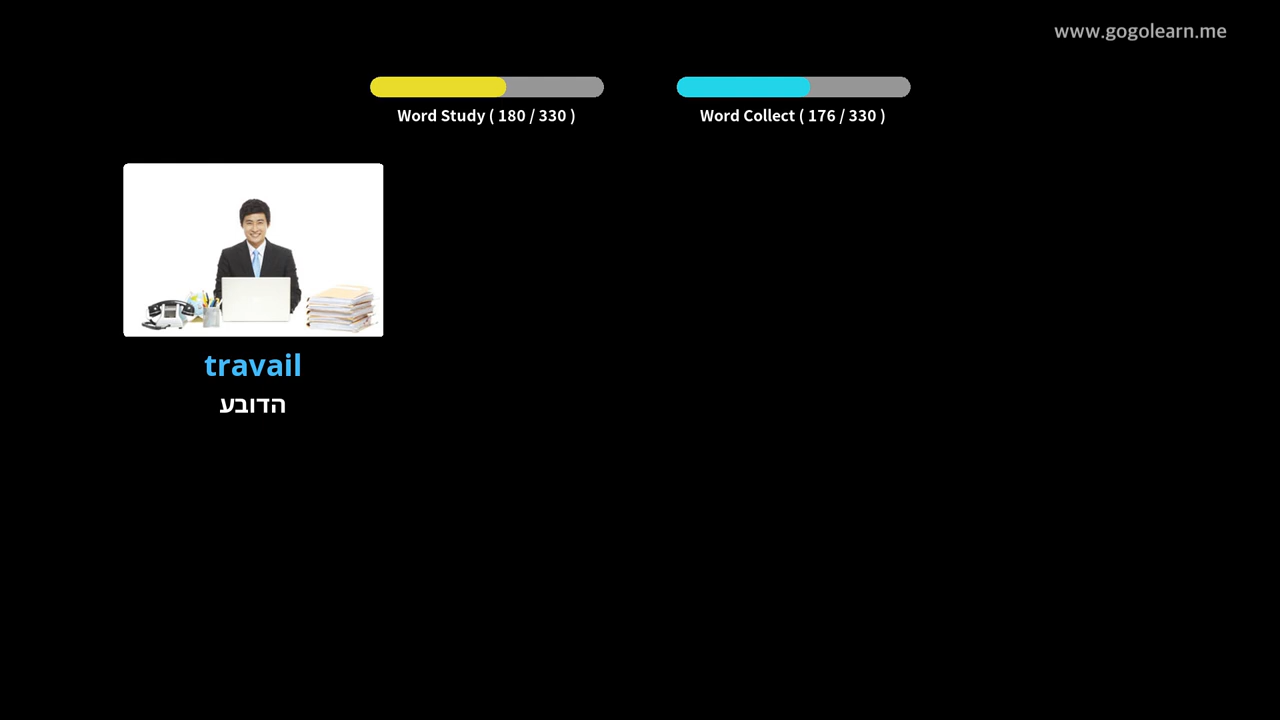 www.gogolearn.me
Word Study ( 180 / 330 )
Word Collect ( 176 / 330 )
travail
הדובע